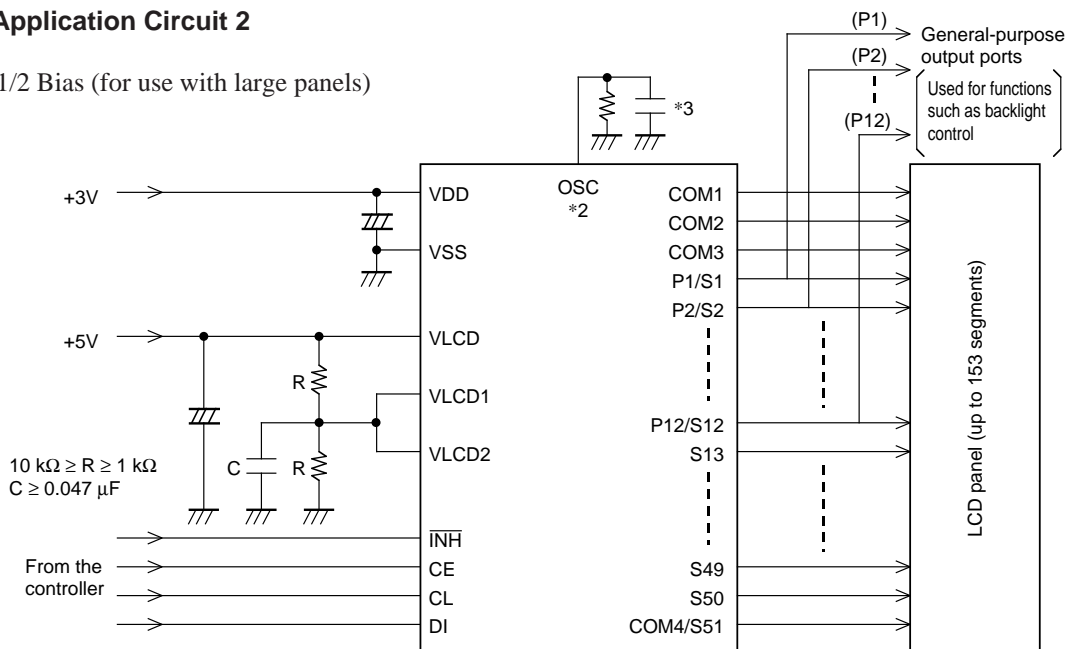 Application Circuit 2
1/2 Bias (for use with large panels)
(P1)
General-purpose
output ports
(P2)
Used for functions
such as backlight
control
(P12)
*3
+3V
VDD
OSC
*2
COM1
COM2
VSS
COM3
P1/S1
P2/S2
+5V
VLCD
R
VLCD1
P12/S12
VLCD2
S13
C
R
10 kΩ ≥ R ≥ 1 kΩ
C ≥ 0.047 μF
LCD panel (up to 153 segments)
INH
From the
controller
CE
S49
CL
S50
DI
COM4/S51